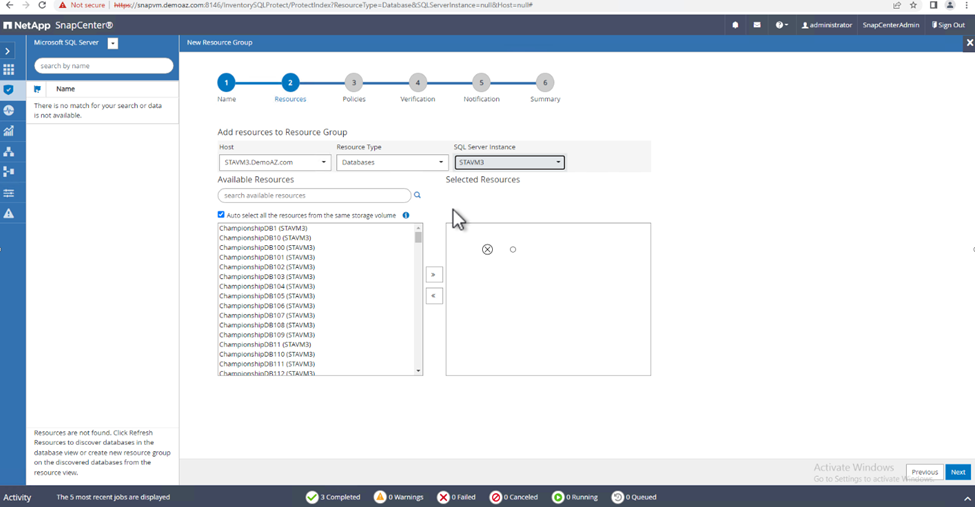 Not secure https://snapvm.demoaz.com:8146/InventorySQLProtect/ProtectIndex?ResourceType=Database&SQLServerInstance=null&Host=null#
NetApp SnapCenter®
administrator SnapCenterAdmin Sign Out
Microsoft SQL Server
New Resource Group
search by name
Name
There is no match for your search or data
is not available.
1 2 3 4 5 6
Name Resources Policies Verification Notification Summary
Add resources to Resource Group
Host Resource Type SQL Server Instance
STAVM3.DemoAZ.com Databases STAVM3
Available Resources Selected Resources
search available resources
Auto select all the resources from the same storage volume
ChampionshipDB1 (STAVM3)
ChampionshipDB10 (STAVM3)
ChampionshipDB100 (STAVM3)
ChampionshipDB101 (STAVM3)
ChampionshipDB102 (STAVM3)
ChampionshipDB103 (STAVM3)
ChampionshipDB104 (STAVM3)
ChampionshipDB105 (STAVM3)
ChampionshipDB106 (STAVM3)
ChampionshipDB107 (STAVM3)
ChampionshipDB108 (STAVM3)
ChampionshipDB109 (STAVM3)
ChampionshipDB11 (STAVM3)
ChampionshipDB110 (STAVM3)
ChampionshipDB111 (STAVM3)
ChampionshipDB112 (STAVM3)
»
«
Resources are not found. Click Refresh
Resources to discover databases in the
database view or create new resource group
on the discovered databases from the
resource view.
Activate Windows
Go to Settings to activate Windows.
Previous Next
Activity The 5 most recent jobs are displayed 3 Completed 0 Warnings 0 Failed 0 Canceled 0 Running 0 Queued